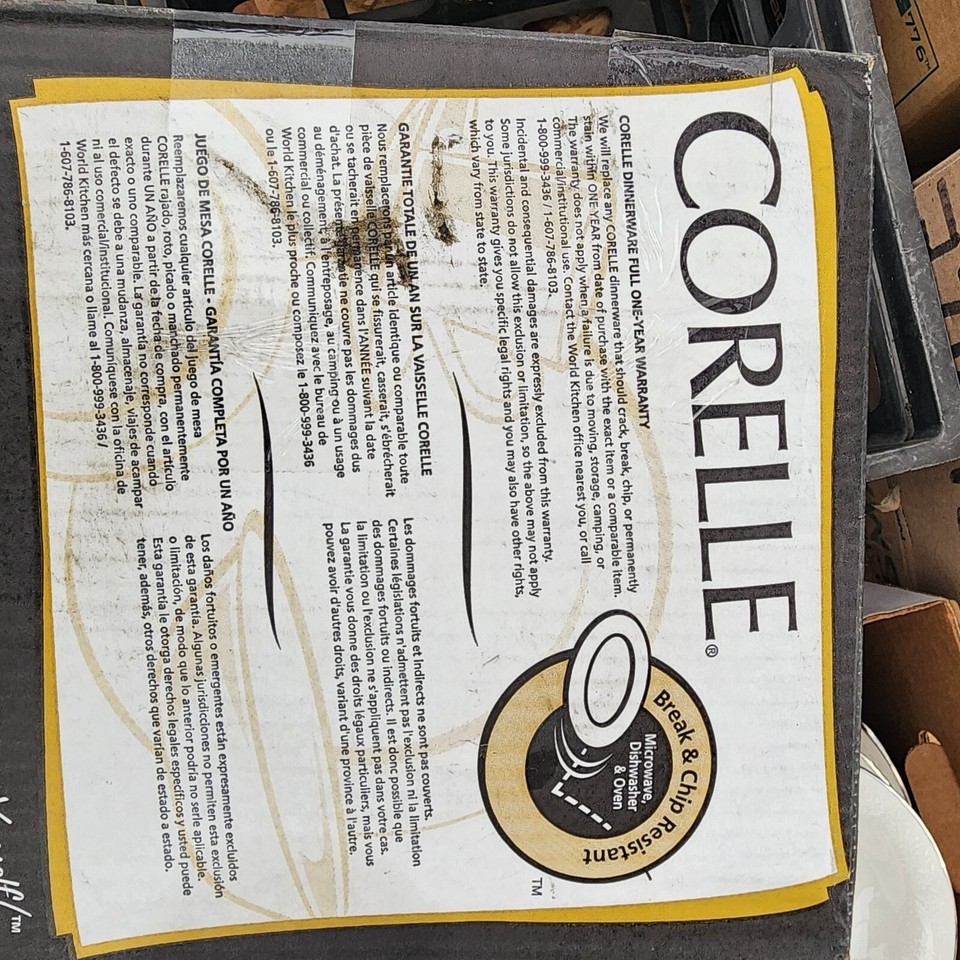 CORELLE®
CORELLE DINNERWARE FULL ONE-YEAR WARRANTY
We will replace any CORELLE dinnerware that should crack, break, chip, or permanently
stain within ONE YEAR from date of purchase with the exact item or a comparable item.
The warranty does not apply when a failure is due to moving, storage, camping, or
commercial/institutional use. Contact the World Kitchen office nearest you, or call
1-800-999-3436 / 1-607-786-8103.
Incidental and consequential damages are expressly excluded from this warranty.
Some jurisdictions do not allow this exclusion or limitation, so the above may not apply
to you. This warranty gives you specific legal rights and you may also have other rights,
which vary from state to state.
Break & Chip Resistant
Microwave,
Dishwasher
& Oven
TM
GARANTIE TOTALE DE UN AN SUR LA VAISSELLE CORELLE
Nous remplacerons par un article identique ou comparable toute
pièce de vaisselle CORELLE qui se fissurerait, casserait, s'ébrécherait
ou se tacherait en permanence dans l'ANNÉE suivant la date
d'achat. La présente garantie ne couvre pas les dommages dus
au déménagement, à l'entreposage, au camping ou à un usage
commercial ou collectif. Communiquez avec le bureau de
World Kitchen le plus proche ou composez le 1-800-999-3436
ou le 1-607-786-8103.
Les dommages fortuits et indirects ne sont pas couverts.
Certaines législations n'admettent pas l'exclusion ni la limitation
des dommages fortuits ou indirects. Il est donc possible que
la limitation ou l'exclusion ne s'appliquent pas dans votre cas.
La garantie vous donne des droits légaux particuliers, mais vous
pouvez avoir d'autres droits, variant d'une province à l'autre.
JUEGO DE MESA CORELLE - GARANTÍA COMPLETA POR UN AÑO
Reemplazaremos cualquier artículo del juego de mesa
CORELLE rajado, roto, picado o manchado permanentemente
durante UN AÑO a partir de la fecha de compra, con el artículo
exacto o uno comparable. La garantía no corresponde cuando
el defecto se debe a una mudanza, almacenaje, viajes de acampar
ni al uso comercial/institucional. Comuníquese con la oficina de
World Kitchen más cercana o llame al 1-800-999-3436 /
1-607-786-8103.
Los daños fortuitos o emergentes están expresamente excluidos
de esta garantía. Algunas jurisdicciones no permiten esta exclusión
o limitación, de modo que lo anterior podría no serle aplicable.
Esta garantía le otorga derechos legales específicos y usted puede
tener, además, otros derechos que varían de estado a estado.
776™